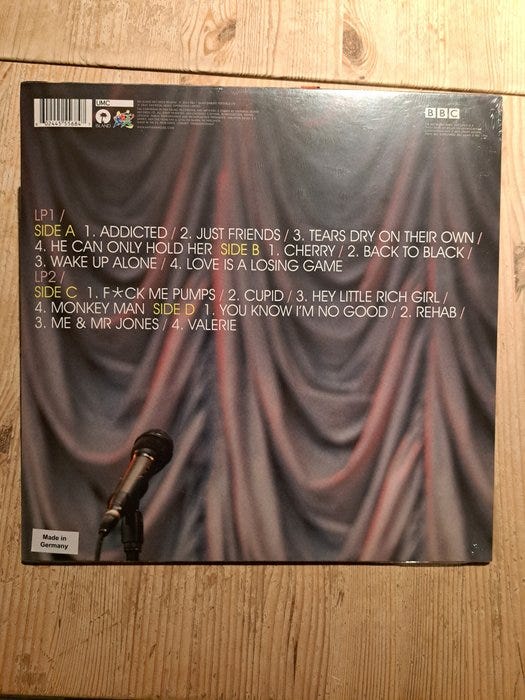 UMC
ISLAND
BBC
LP1 /
SIDE A 1. ADDICTED / 2. JUST FRIENDS / 3. TEARS DRY ON THEIR OWN /
4. HE CAN ONLY HOLD HER SIDE B 1. CHERRY / 2. BACK TO BLACK /
3. WAKE UP ALONE / 4. LOVE IS A LOSING GAME
LP2 /
SIDE C 1. F★CK ME PUMPS / 2. CUPID / 3. HEY LITTLE RICH GIRL /
4. MONKEY MAN SIDE D 1. YOU KNOW I'M NO GOOD / 2. REHAB /
3. ME & MR JONES / 4. VALERIE
Made in
Germany